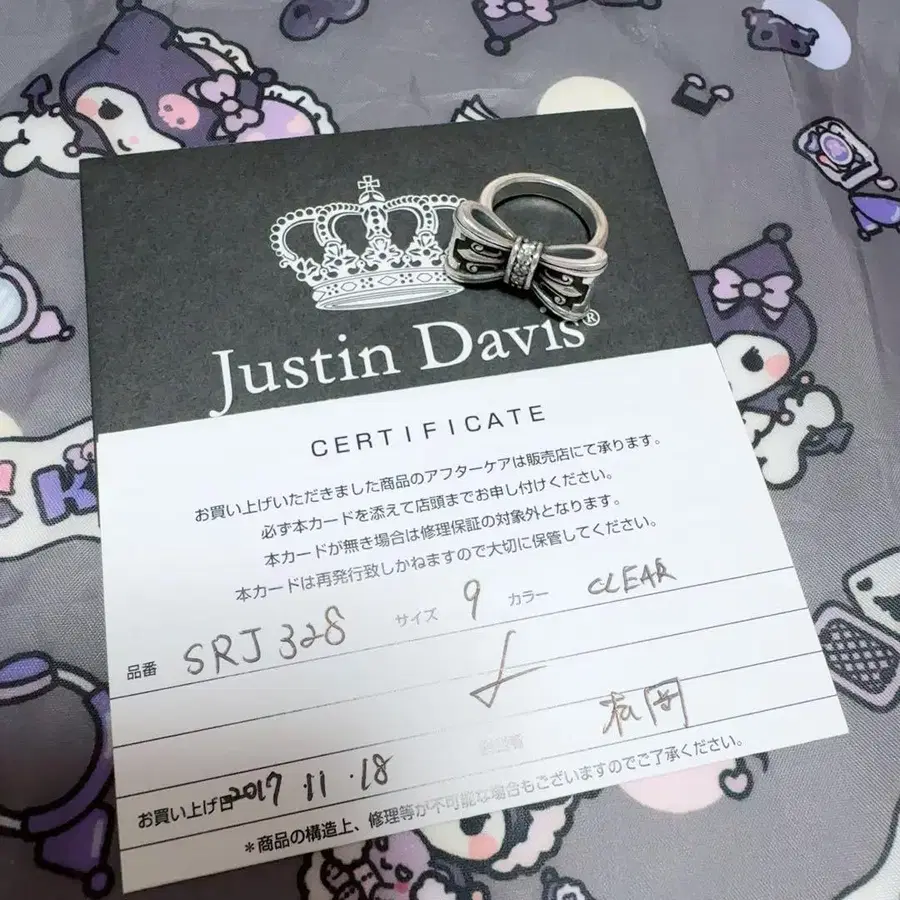 Justin Davis®
CERTIFICATE
お買い上げいただきました商品のアフターケアは販売店にて承ります。
必ず本カードを添えて店頭までお申し付けください。
本カードが無き場合は修理保証の対象外となります。
本カードは再発行致しかねますので大切に保管してください。
品番 SRJ 328 サイズ 9 カラー CLEAR
お買い上げ日 2017.11.18 松岡
*商品の構造上、修理等が不可能な場合もございますのでご了承ください。